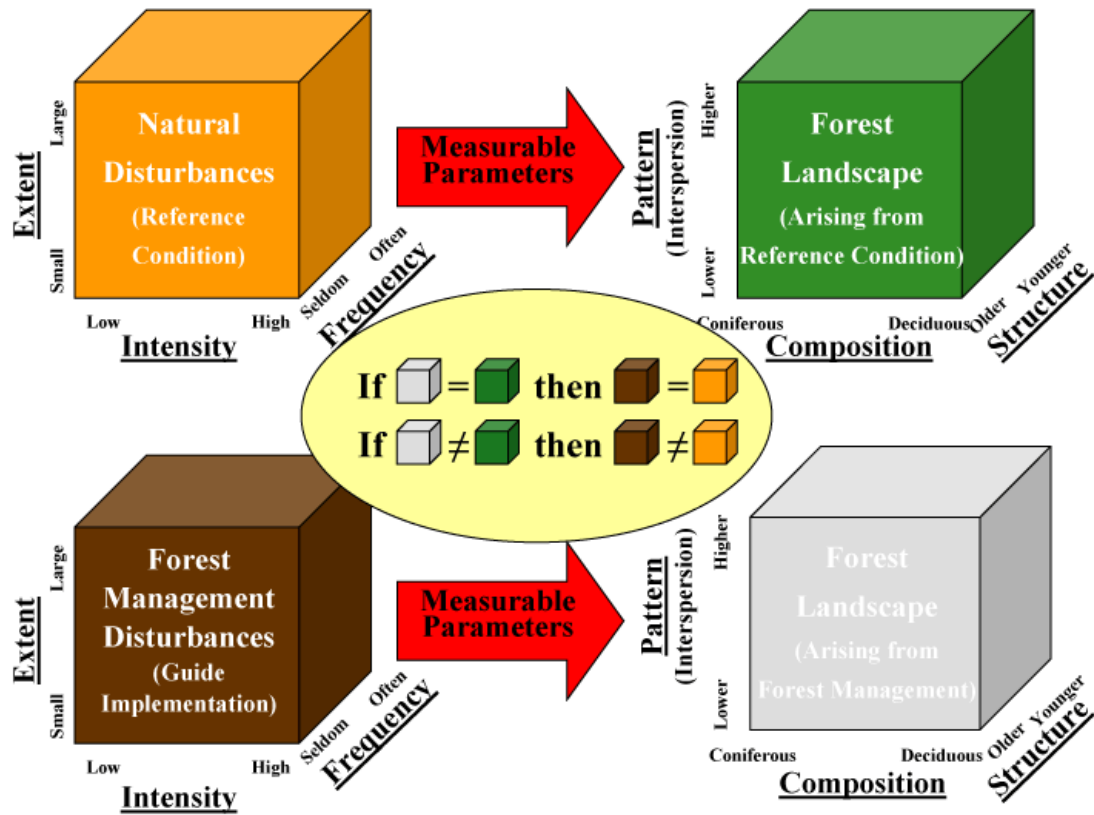 Natural
Disturbances
(Reference
Condition)
Extent
Large
Small
Low
High
Intensity
Seldom
Often
Frequency
Measurable
Parameters
Forest
Landscape
(Arising from
Reference Condition)
Pattern
(Interspersion)
Higher
Lower
Coniferous
Deciduous
Composition
Older
Younger
Structure
If = then =
If ≠ then ≠
Forest
Management
Disturbances
(Guide
Implementation)
Extent
Large
Small
Low
High
Intensity
Seldom
Often
Frequency
Measurable
Parameters
Forest
Landscape
(Arising from
Forest Management)
Pattern
(Interspersion)
Higher
Lower
Coniferous
Deciduous
Composition
Older
Younger
Structure